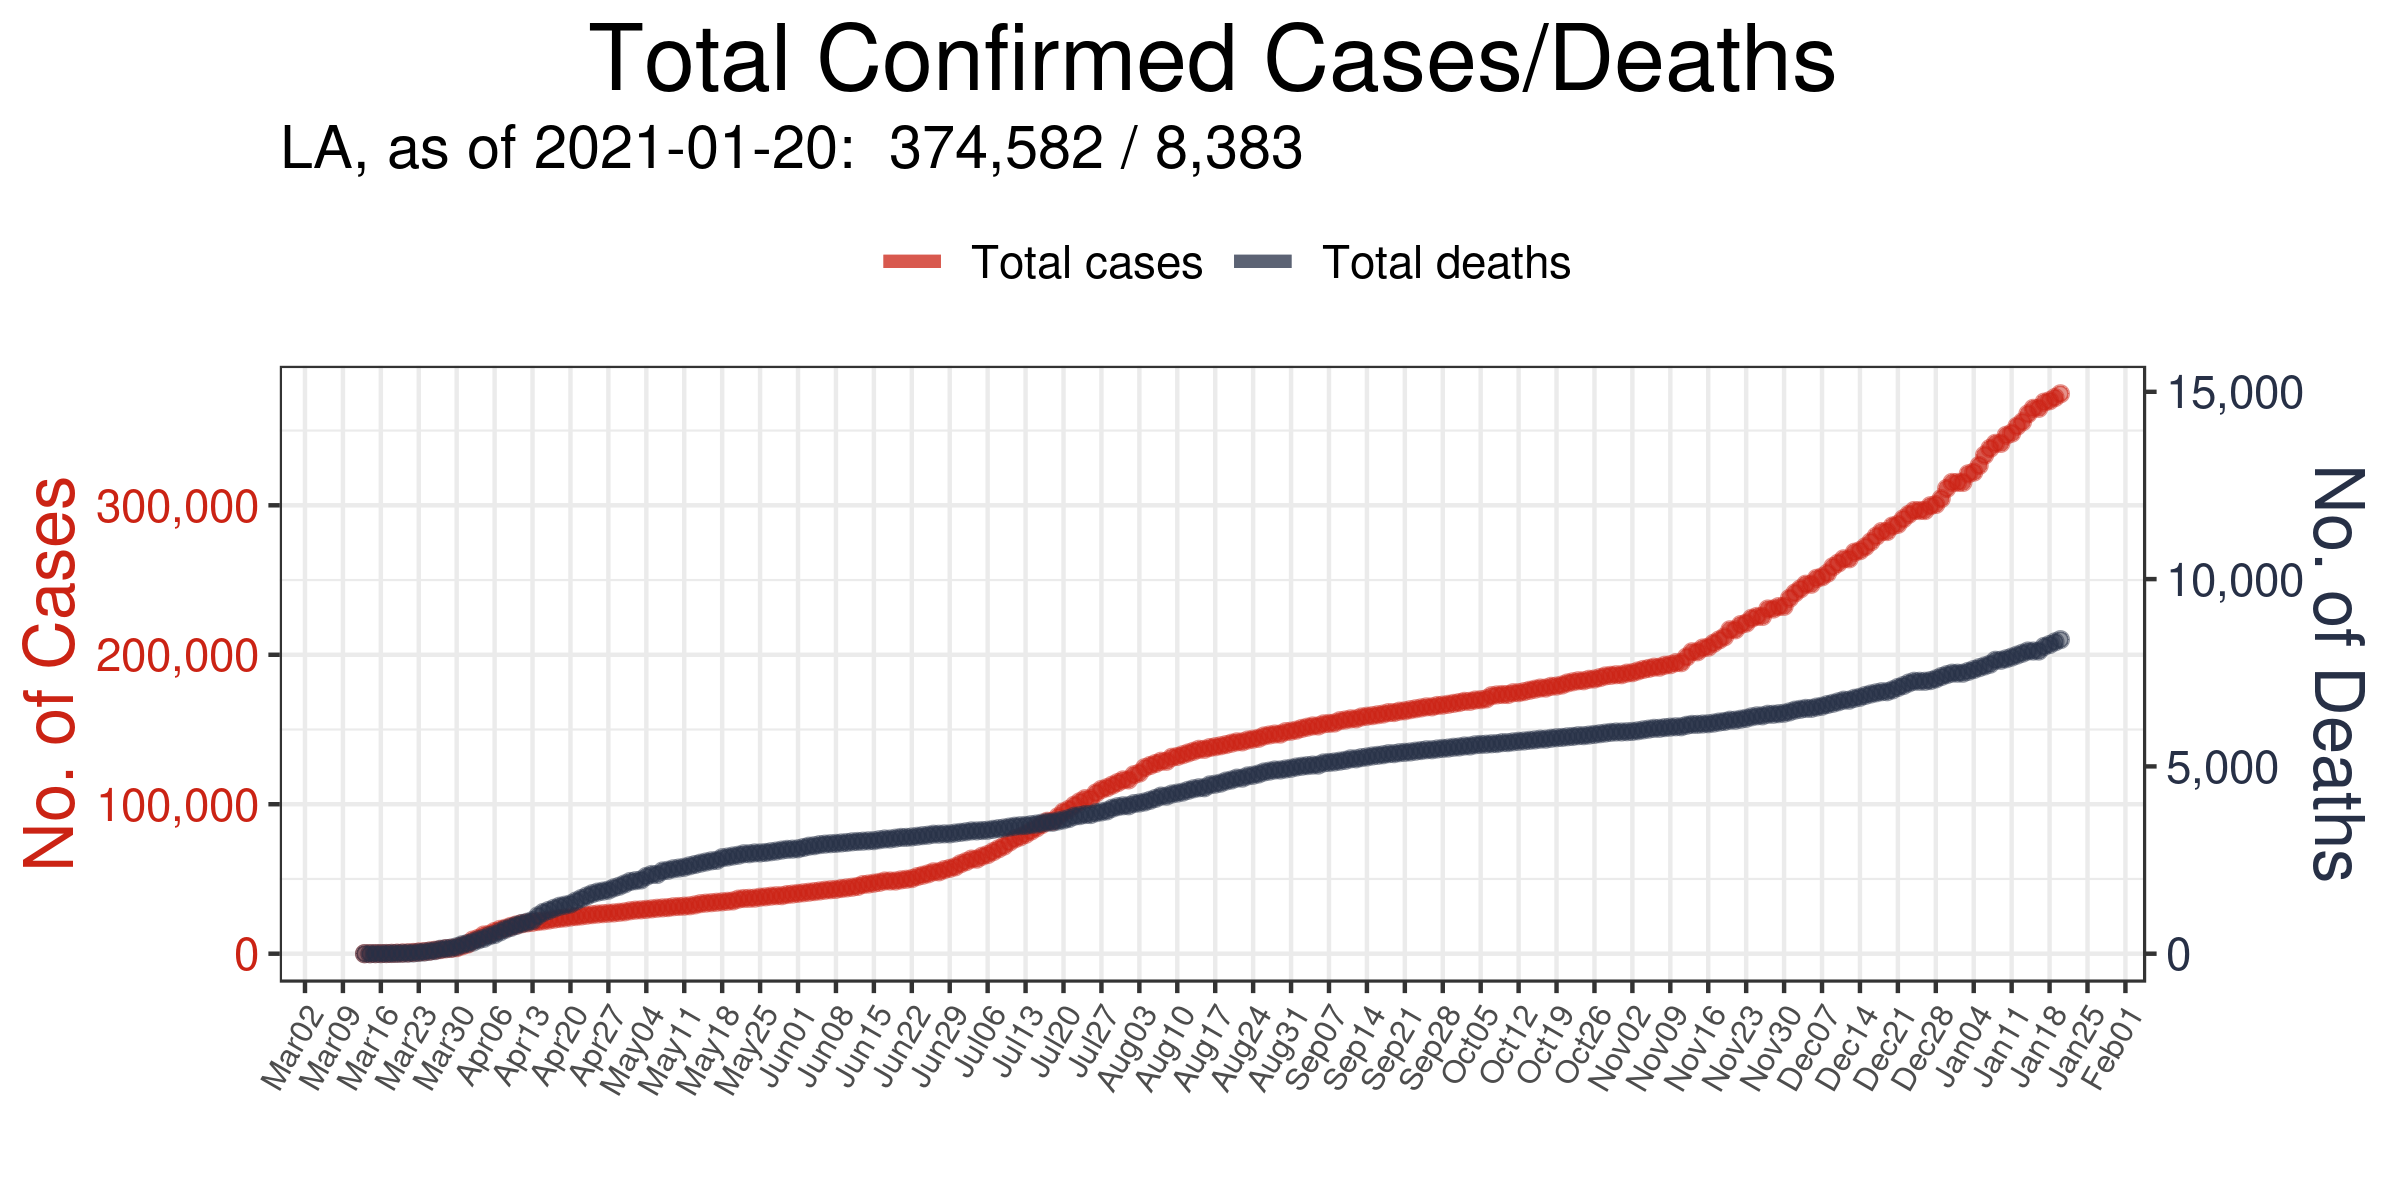 Total Confirmed Cases/Deaths
LA, as of 2021-01-20:  374,582 / 8,383
Total cases
Total deaths
No. of Cases
300,000
200,000
100,000
0
15,000
10,000
5,000
0
No. of Deaths
Mar02
Mar09
Mar16
Mar23
Mar30
Apr06
Apr13
Apr20
Apr27
May04
May11
May18
May25
Jun01
Jun08
Jun15
Jun22
Jun29
Jul06
Jul13
Jul20
Jul27
Aug03
Aug10
Aug17
Aug24
Aug31
Sep07
Sep14
Sep21
Sep28
Oct05
Oct12
Oct19
Oct26
Nov02
Nov09
Nov16
Nov23
Nov30
Dec07
Dec14
Dec21
Dec28
Jan04
Jan11
Jan18
Jan25
Feb01